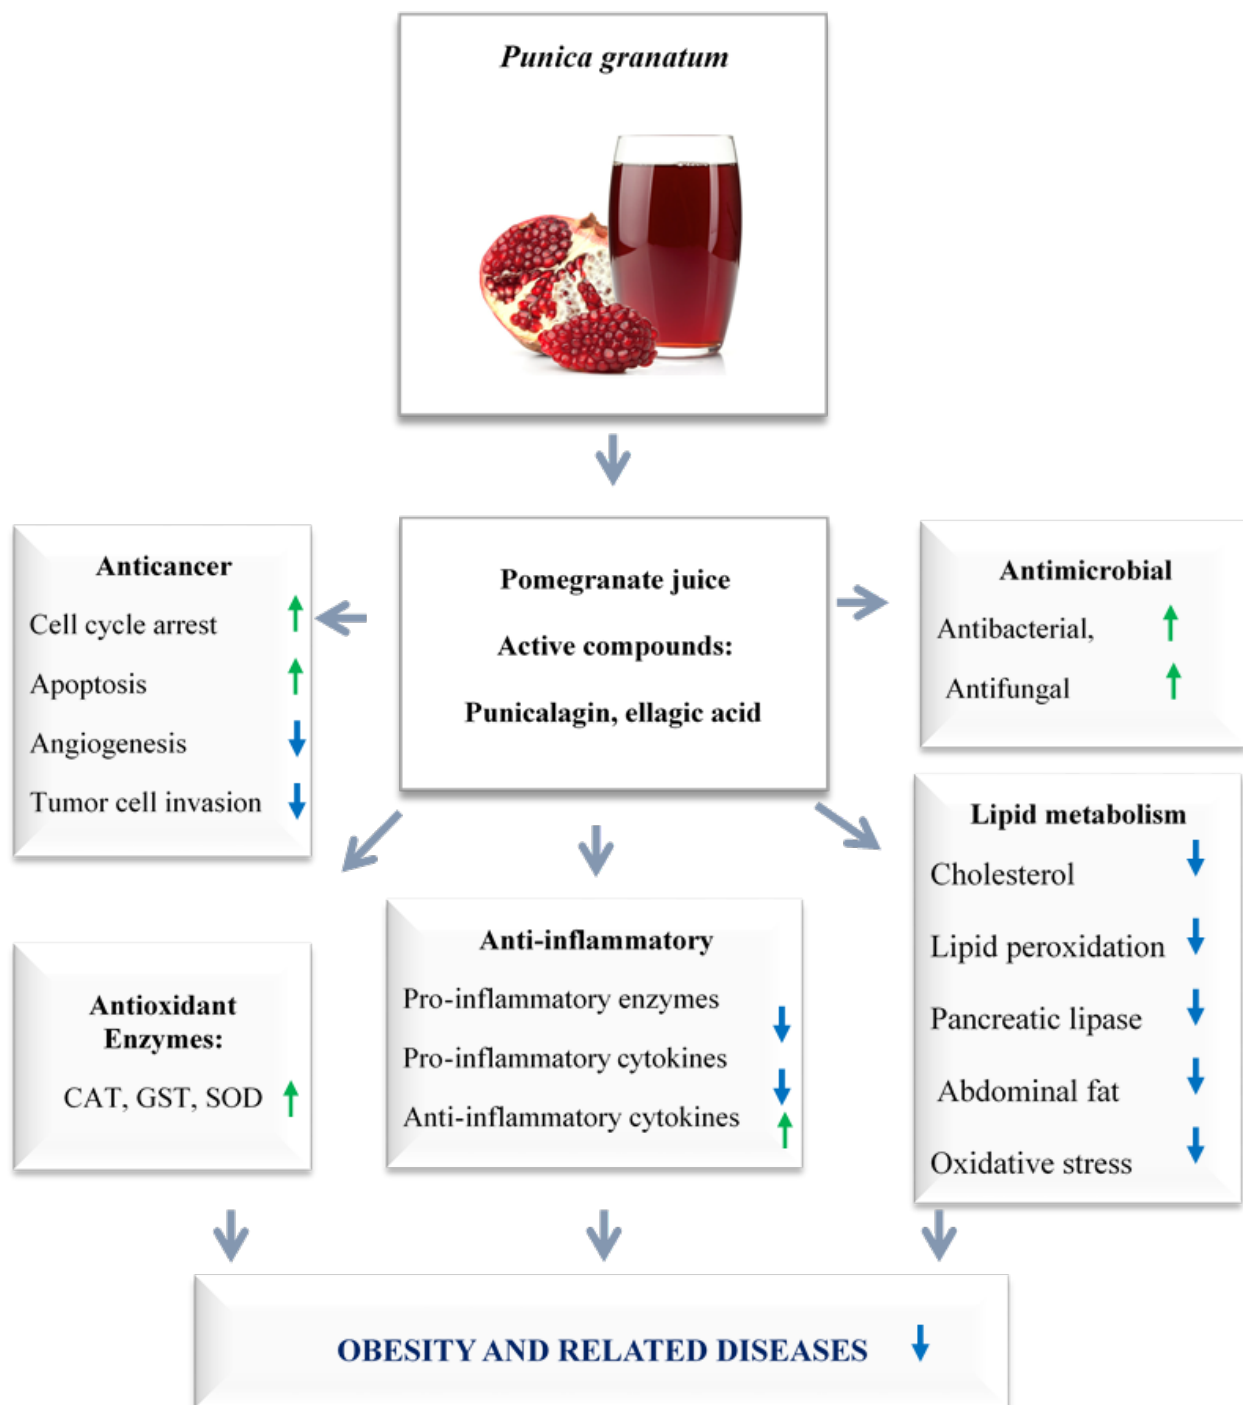 Punica granatum
Anticancer
Cell cycle arrest
Apoptosis
Angiogenesis
Tumor cell invasion
Pomegranate juice
Active compounds:
Punicalagin, ellagic acid
Antimicrobial
Antibacterial,
Antifungal
Lipid metabolism
Cholesterol
Lipid peroxidation
Pancreatic lipase
Abdominal fat
Oxidative stress
Antioxidant
Enzymes:
CAT, GST, SOD
Anti-inflammatory
Pro-inflammatory enzymes
Pro-inflammatory cytokines
Anti-inflammatory cytokines
OBESITY AND RELATED DISEASES